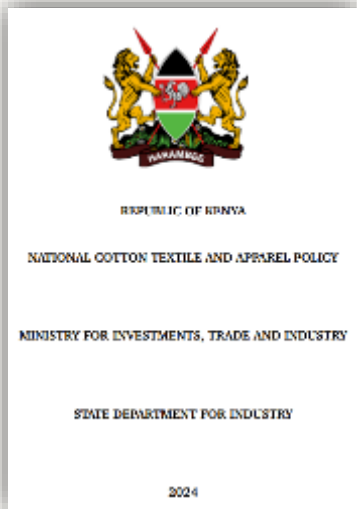 HARAMBEE
REPUBLIC OF KENYA
NATIONAL COTTON TEXTILE AND APPAREL POLICY
MINISTRY FOR INVESTMENTS, TRADE AND INDUSTRY
STATE DEPARTMENT FOR INDUSTRY
2024